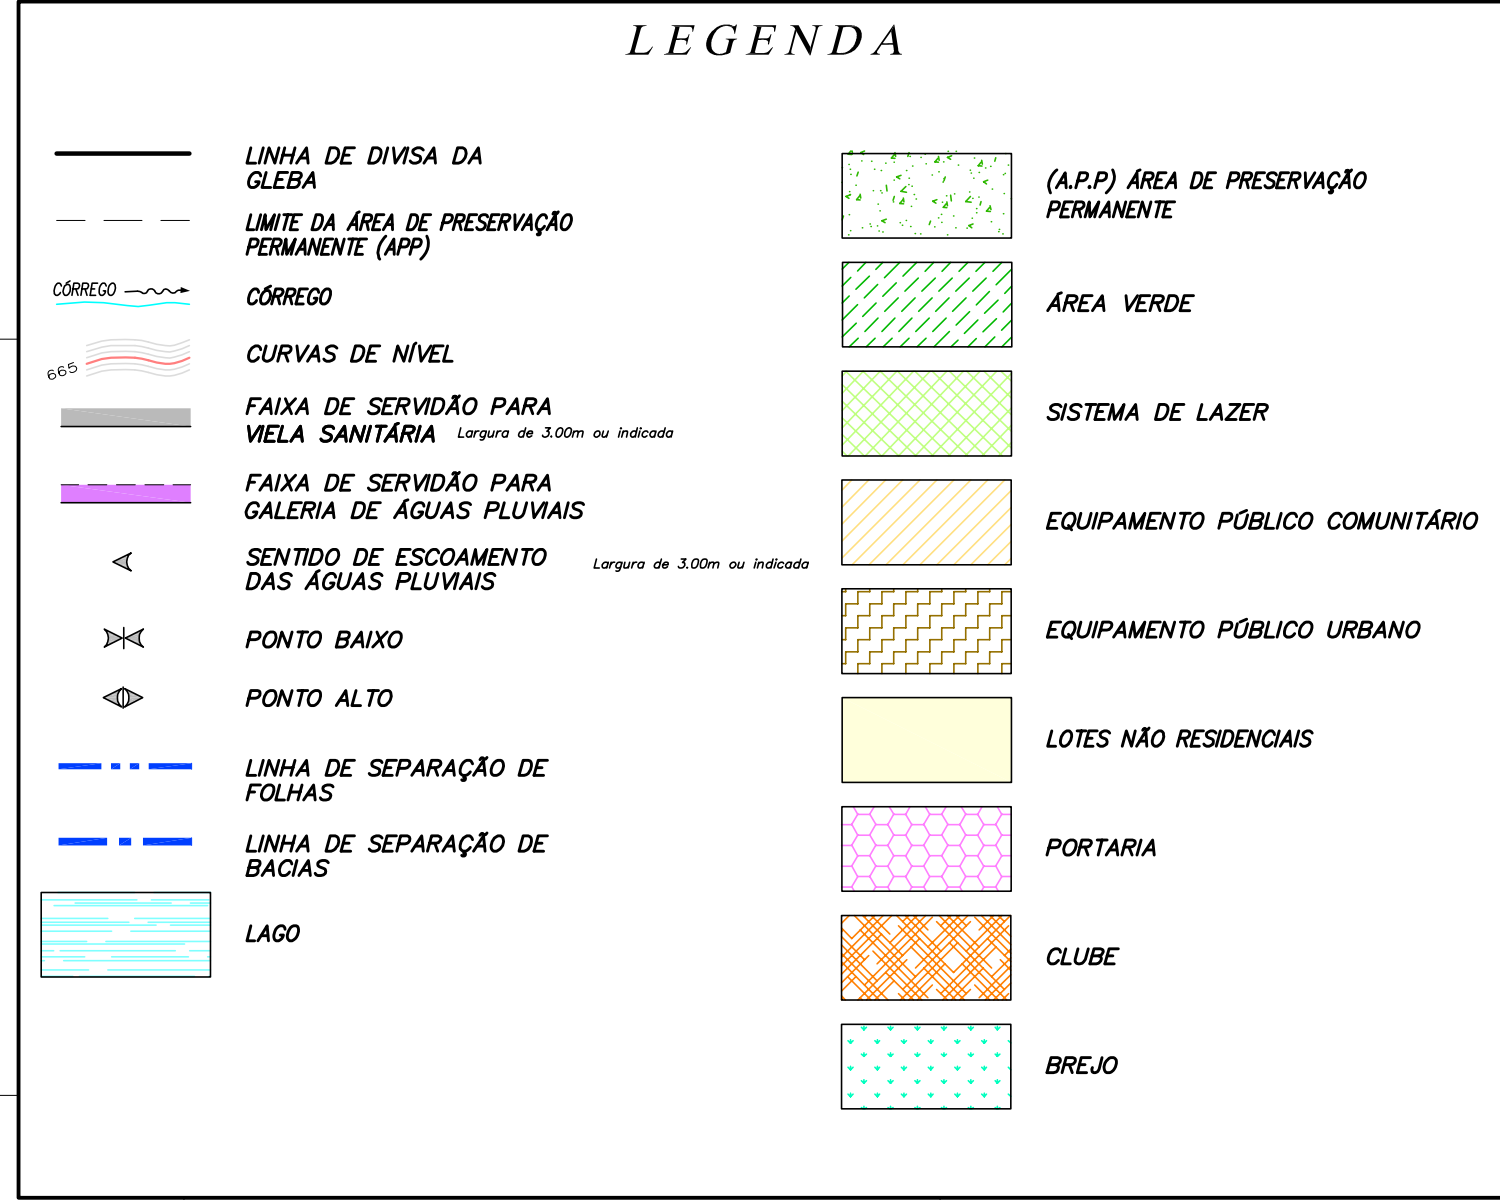 LEGENDA
LINHA DE DIVISA DA
GLEBA
LIMITE DA ÁREA DE PRESERVAÇÃO
PERMANENTE (APP)
CÓRREGO
CÓRREGO
665
CURVAS DE NÍVEL
FAIXA DE SERVIDÃO PARA
VIELA SANITÁRIA Largura de 3.00m ou indicada
FAIXA DE SERVIDÃO PARA
GALERIA DE ÁGUAS PLUVIAIS
SENTIDO DE ESCOAMENTO
DAS ÁGUAS PLUVIAIS
Largura de 3.00m ou indicada
PONTO BAIXO
PONTO ALTO
LINHA DE SEPARAÇÃO DE
FOLHAS
LINHA DE SEPARAÇÃO DE
BACIAS
LAGO
(A.P.P) ÁREA DE PRESERVAÇÃO
PERMANENTE
ÁREA VERDE
SISTEMA DE LAZER
EQUIPAMENTO PÚBLICO COMUNITÁRIO
EQUIPAMENTO PÚBLICO URBANO
LOTES NÃO RESIDENCIAIS
PORTARIA
CLUBE
BREJO